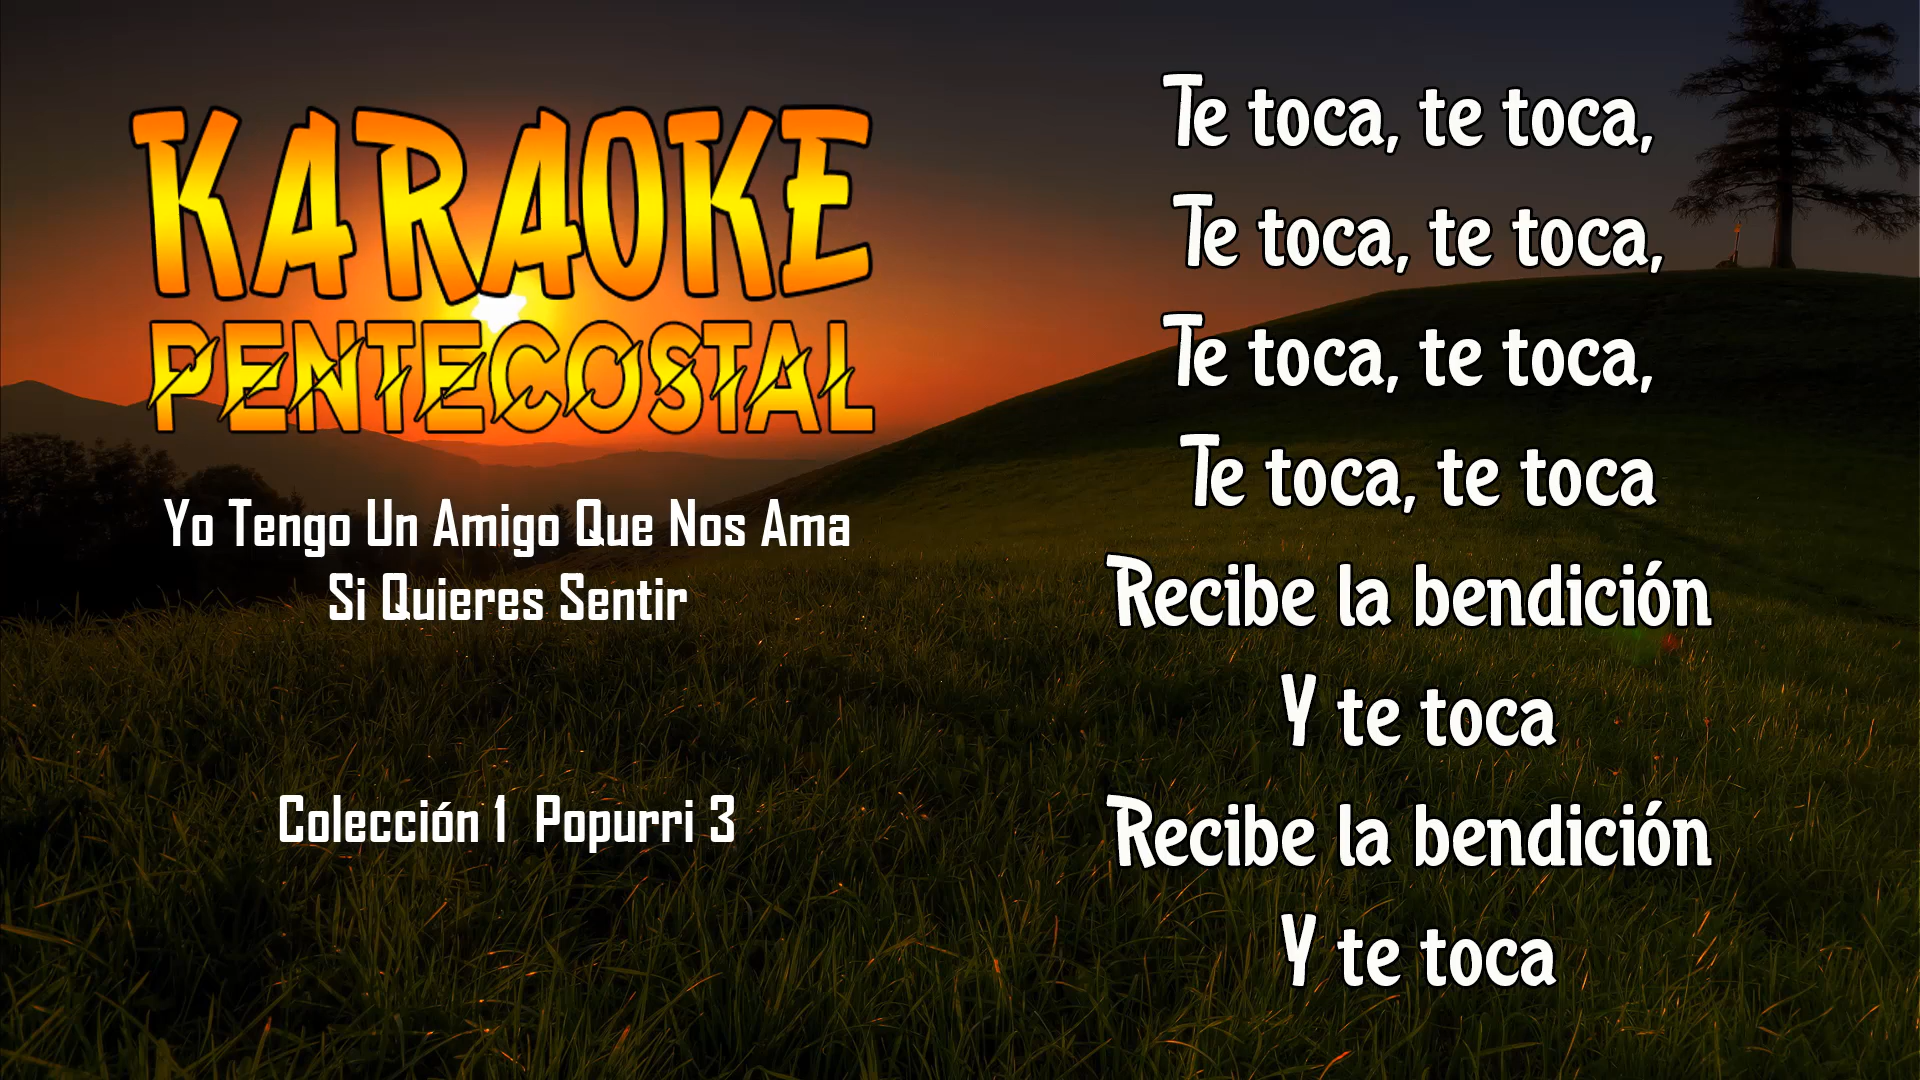 KARAOKE
PENTECOSTAL
Yo Tengo Un Amigo Que Nos Ama
Si Quieres Sentir
Colección 1 Popurri 3
Te toca, te toca,
Te toca, te toca,
Te toca, te toca,
Te toca, te toca
Recibe la bendición
Y te toca
Recibe la bendición
Y te toca